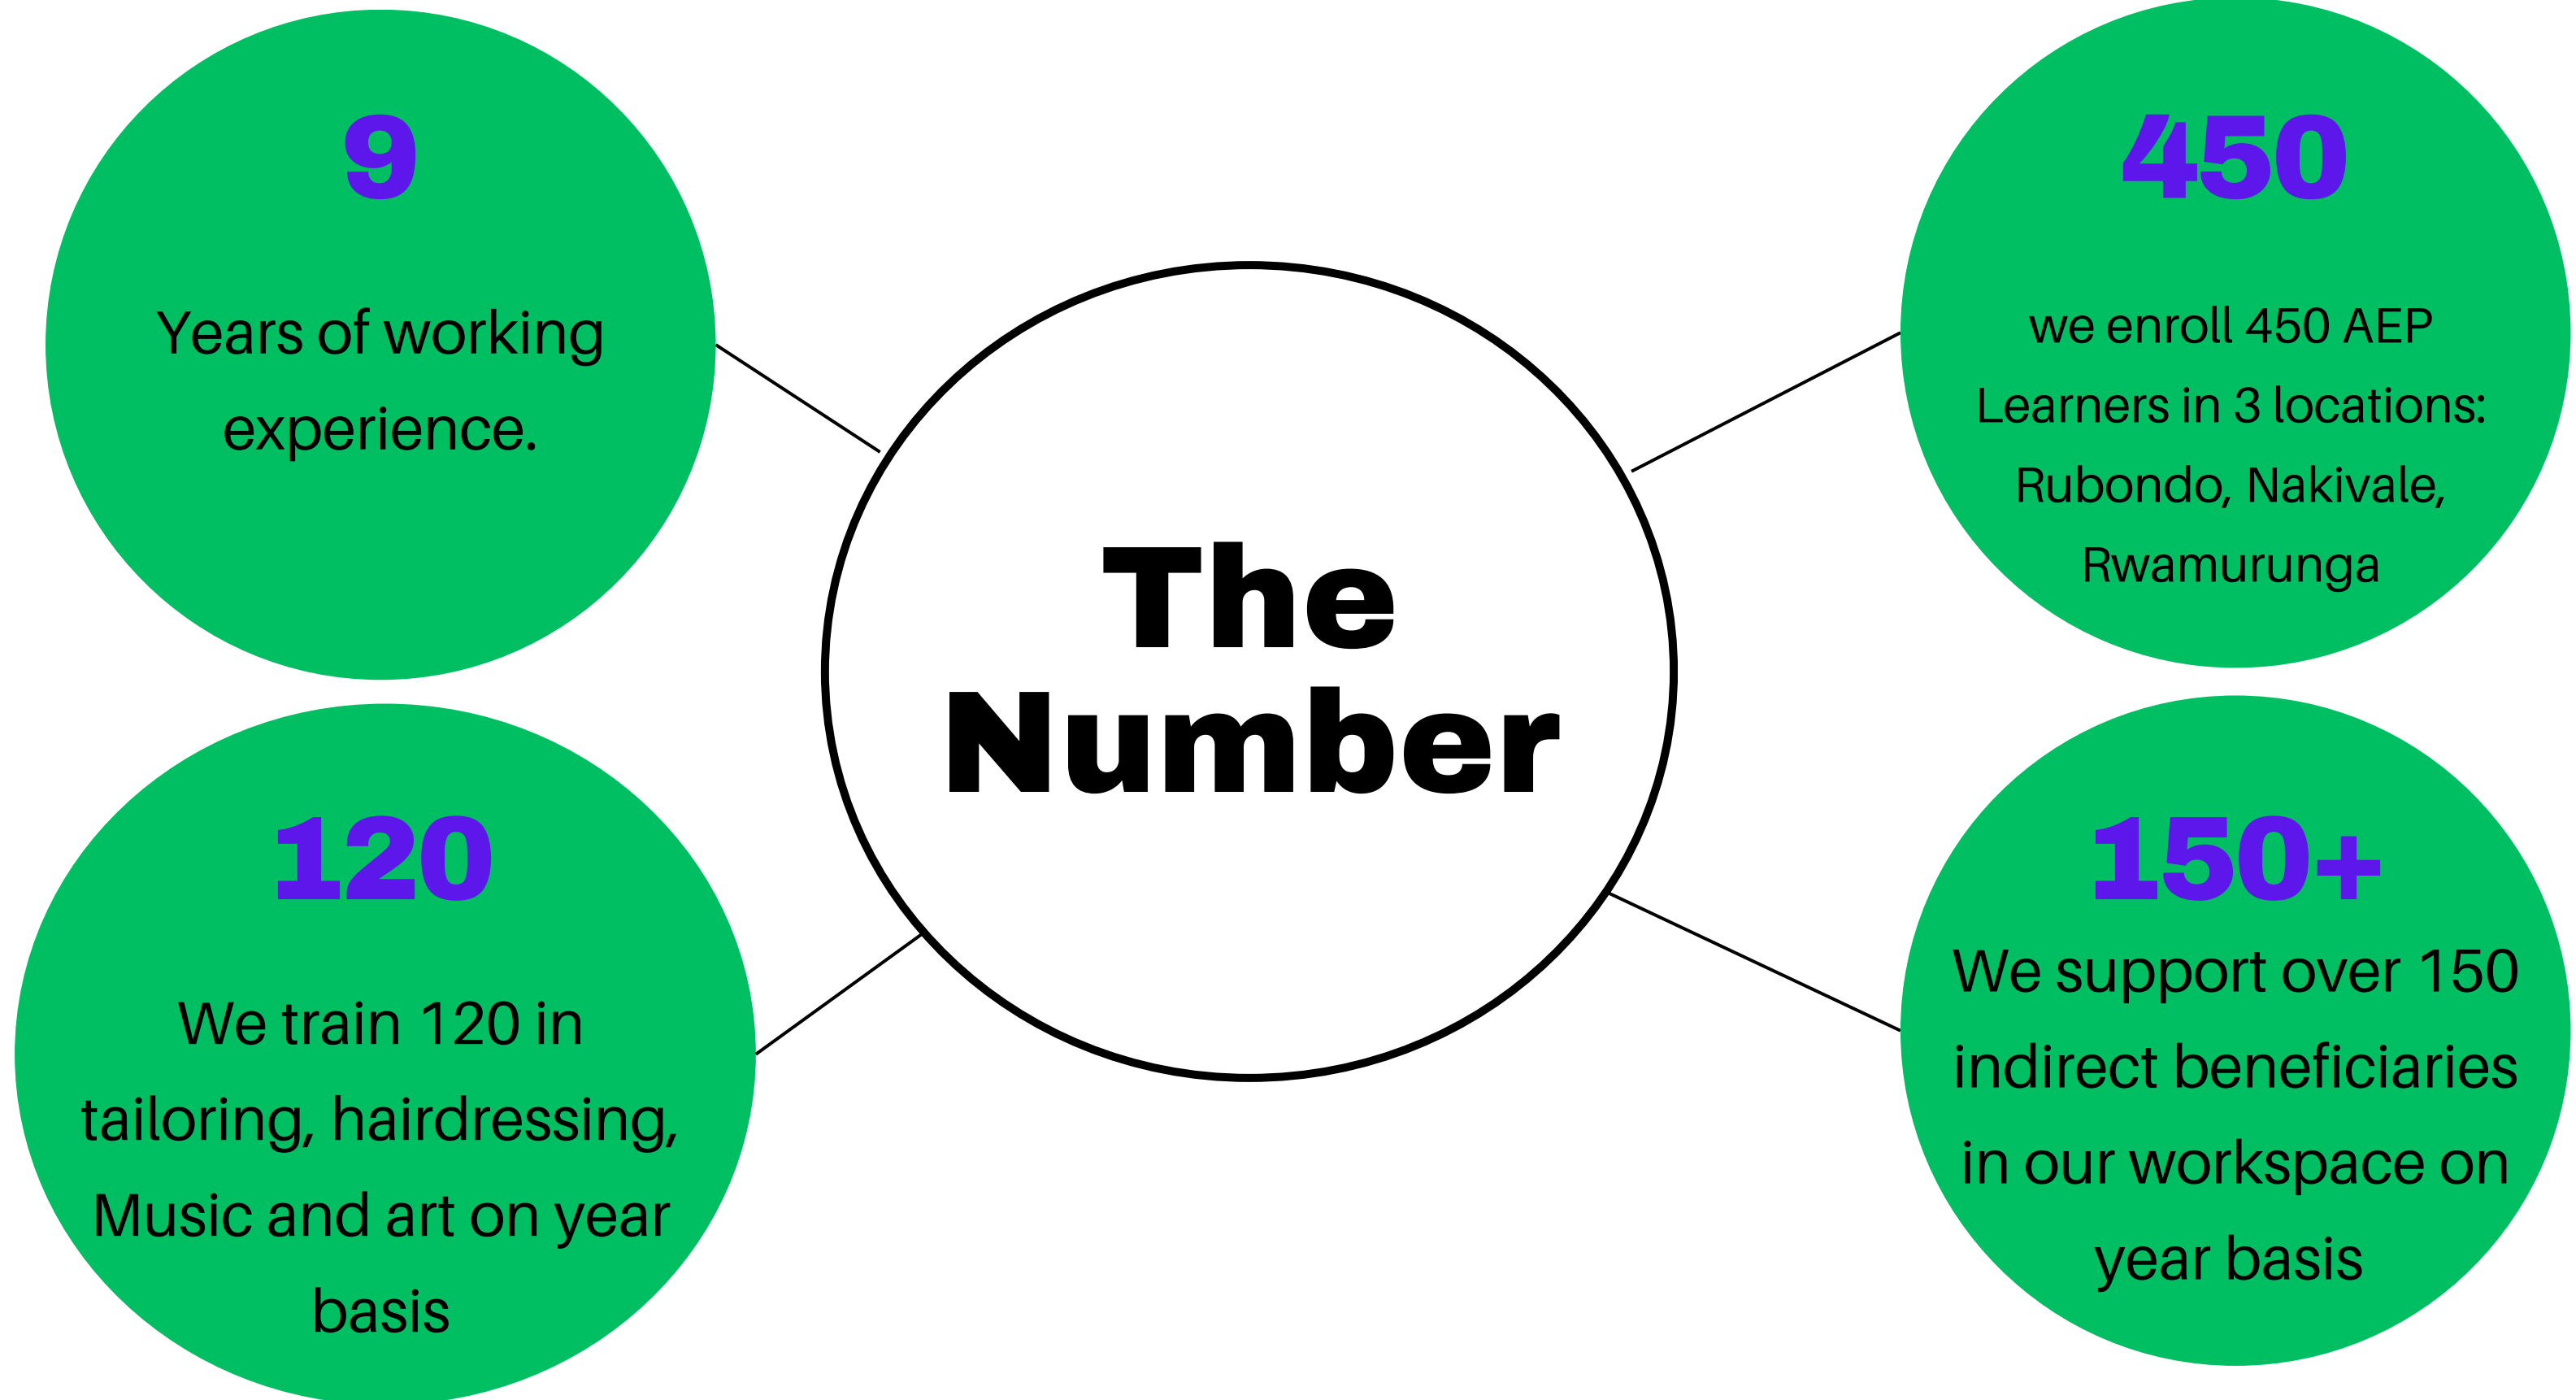 9
Years of working
experience.
450
we enroll 450 AEP
Learners in 3 locations:
Rubondo, Nakivale,
Rwamurunga
The
Number
120
We train 120 in
tailoring, hairdressing,
Music and art on year
basis
150+
We support over 150
indirect beneficiaries
in our workspace on
year basis